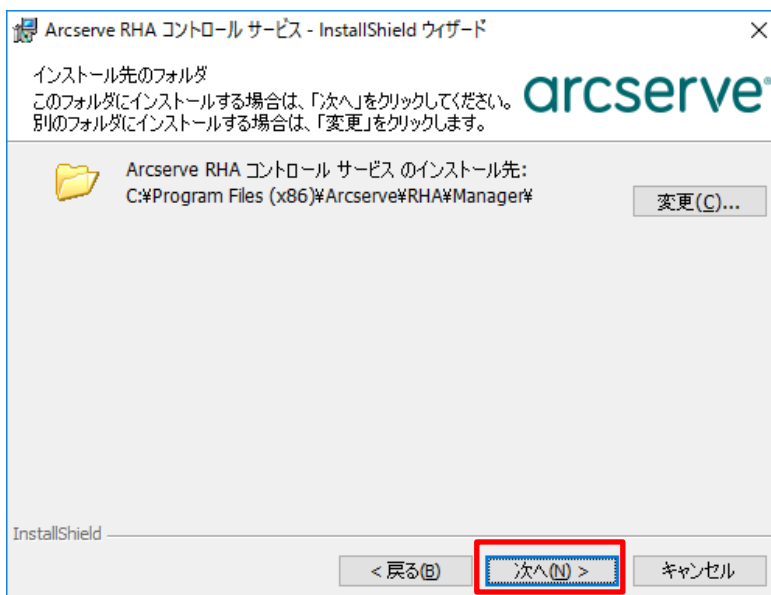 Arcserve RHA コントロール サービス - InstallShield ウィザード
インストール先のフォルダ
このフォルダにインストールする場合は、「次へ」をクリックしてください。
別のフォルダにインストールする場合は、「変更」をクリックします。
arcserve®
Arcserve RHA コントロール サービス のインストール先:
C:¥Program Files (x86)¥Arcserve¥RHA¥Manager¥
変更(C)...
InstallShield
< 戻る(B)
次へ(N) >
キャンセル